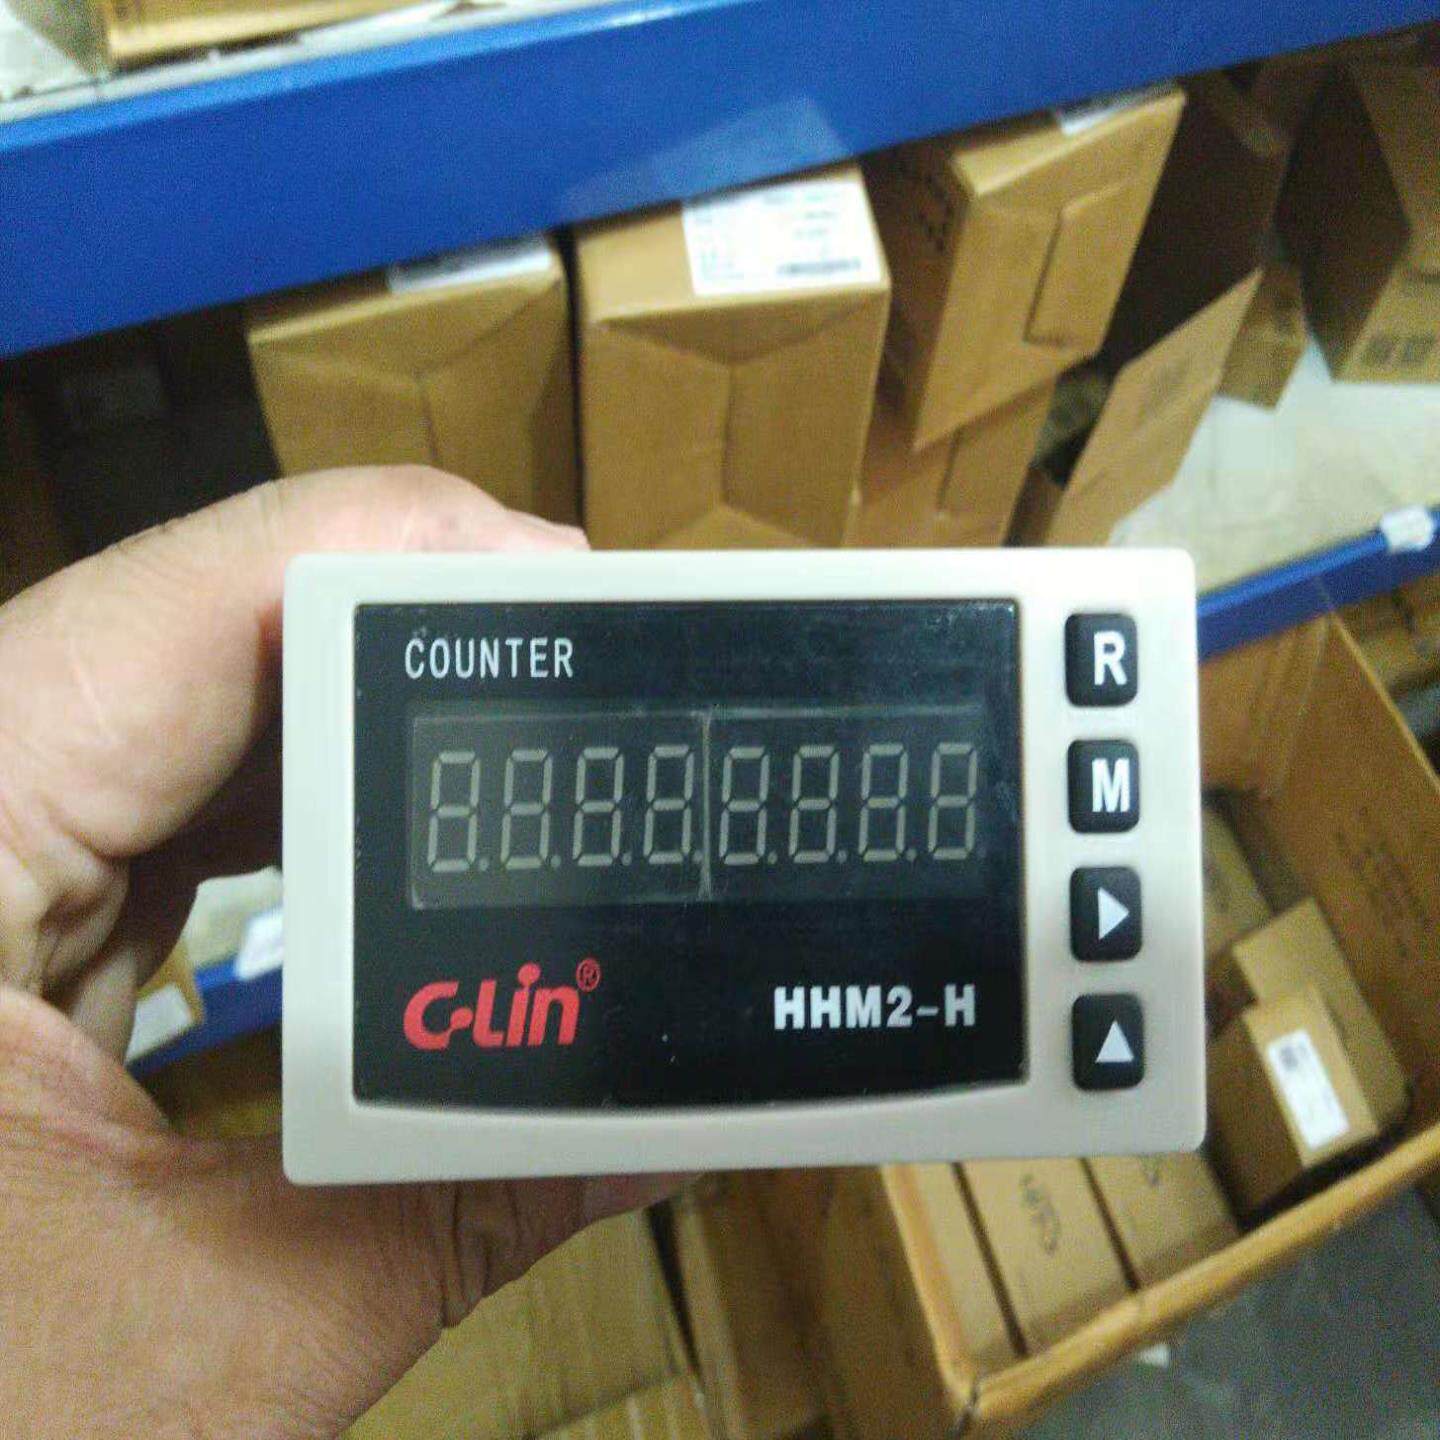 COUNTER
R
M
C-Lin®
HHM2-H